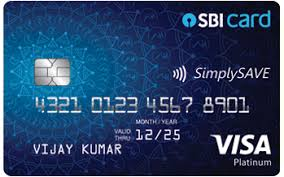 SBI card
SimplySAVE
4321 0123 4567 8901
MONTH / YEAR
VALID THRU 12/25
VIJAY KUMAR
VISA
Platinum